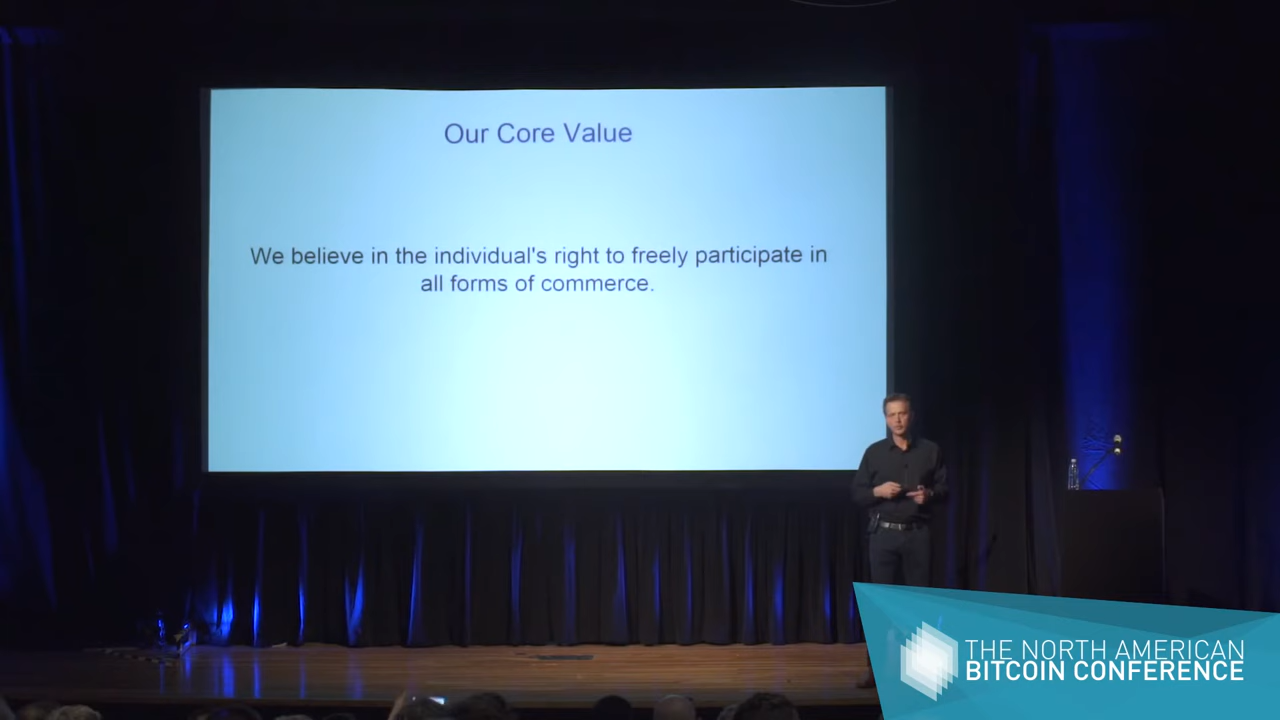 Our Core Value
We believe in the individual's right to freely participate in
all forms of commerce.
THE NORTH AMERICAN
BITCOIN CONFERENCE